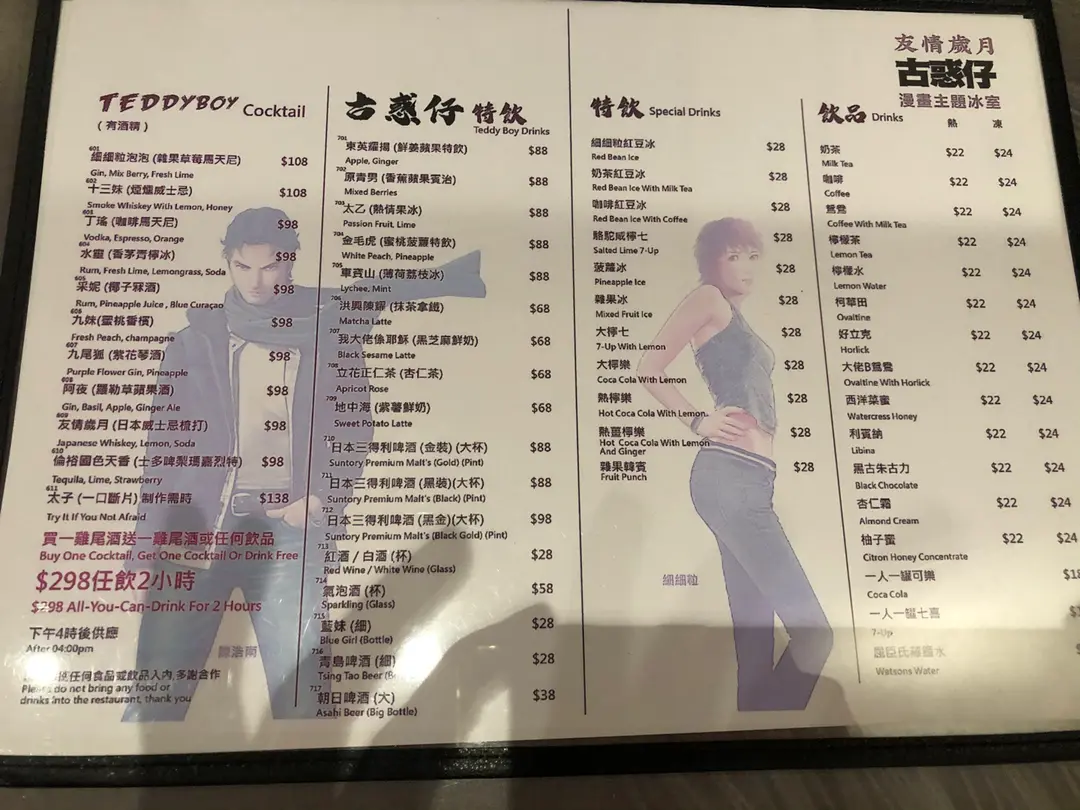 友情歲月
古惑仔
漫畫主題冰室
TEDDYBOY Cocktail
(有酒精)
601
細細粒泡泡 (雜果草莓馬天尼) $108
Gin, Mix Berry, Fresh Lime
602
十三妹 (煙燻威士忌) $108
Smoke Whiskey With Lemon, Honey
603
丁瑤 (咖啡馬天尼) $98
Vodka, Espresso, Orange
604
水靈 (香茅青檸冰) $98
Rum, Fresh Lime, Lemongrass, Soda
605
采妮 (椰子冧酒) $98
Rum, Pineapple Juice, Blue Curaçao
606
九妹(蜜桃香檳) $98
Fresh Peach, champagne
607
九尾狐 (紫花琴酒) $98
Purple Flower Gin, Pineapple
608
阿夜 (羅勒草蘋果酒) $98
Gin, Basil, Apple, Ginger Ale
609
友情歲月 (日本威士忌梳打) $98
Japanese Whiskey, Lemon, Soda
610
倫裕國色天香 (士多啤梨瑪嘉烈特) $98
Tequila, Lime, Strawberry
611
太子 (一口斷片) 制作需時 $138
Try It If You Not Afraid
買一雞尾酒送一雞尾酒或任何飲品
Buy One Cocktail, Get One Cocktail Or Drink Free
$298任飲2小時
$298 All-You-Can-Drink For 2 Hours
下午4時後供應
After 04:00pm
任何食品或飲品入內,多謝合作
Please do not bring any food or
drinks into the restaurant, thank you
古惑仔 特飲
Teddy Boy Drinks
701
東英羅揚 (鮮姜蘋果特飲) $88
Apple, Ginger
702
原青男 (香蕉蘋果賓治) $88
Mixed Berries
703
太乙 (熱情果冰) $88
Passion Fruit, Lime
704
金毛虎 (蜜桃菠蘿特飲) $88
White Peach, Pineapple
705
車寶山 (薄荷荔枝冰) $88
Lychee, Mint
706
洪興陳耀 (抹茶拿鐵) $68
Matcha Latte
707
我大佬係耶穌 (黑芝麻鮮奶) $68
Black Sesame Latte
708
立花正仁茶 (杏仁茶) $68
Apricot Rose
709
地中海 (紫薯鮮奶) $68
Sweet Potato Latte
710
日本三得利啤酒 (金裝) (大杯) $88
Suntory Premium Malt's (Gold) (Pint)
711
日本三得利啤酒 (黑裝)(大杯) $88
Suntory Premium Malt's (Black) (Pint)
712
日本三得利啤酒 (黑金)(大杯) $98
Suntory Premium Malt's (Black Gold) (Pint)
713
紅酒 / 白酒 (杯) $28
Red Wine / White Wine (Glass)
714
氣泡酒 (杯) $58
Sparkling (Glass)
715
藍妹 (細) $28
Blue Girl (Bottle)
716
青島啤酒 (細) $28
Tsing Tao Beer
717
朝日啤酒 (大) $38
Asahi Beer (Big Bottle)
特飲 Special Drinks
細細粒紅豆冰 $28
Red Bean Ice
奶茶紅豆冰 $28
Red Bean Ice With Milk Tea
咖啡紅豆冰 $28
Red Bean Ice With Coffee
駱駝咸檸七 $28
Salted Lime 7-Up
菠蘿冰 $28
Pineapple Ice
雜果冰 $28
Mixed Fruit Ice
大檸七 $28
7-Up With Lemon
大檸樂 $28
Coca Cola With Lemon
熱檸樂 $28
Hot Coca Cola With Lemon
熱薑檸樂 $28
Hot Coca Cola With Lemon
And Ginger
雜果韓賓 $28
Fruit Punch
細細粒
飲品 Drinks 熱 凍
奶茶 $22 $24
Milk Tea
咖啡 $22 $24
Coffee
鴛鴦 $22 $24
Coffee With Milk Tea
檸檬茶 $22 $24
Lemon Tea
檸檬水 $22 $24
Lemon Water
柯華田 $22 $24
Ovaltine
好立克 $22 $24
Horlick
大佬B鴛鴦 $22 $24
Ovaltine With Horlick
西洋菜蜜 $22 $24
Watercress Honey
利賓納 $22 $24
Libina
黑古朱古力 $22 $24
Black Chocolate
杏仁霜 $22 $24
Almond Cream
柚子蜜 $22 $24
Citron Honey Concentrate
一人一罐可樂
Coca Cola
一人一罐七喜
7-Up
屈臣氏蒸餾水
Watsons Water